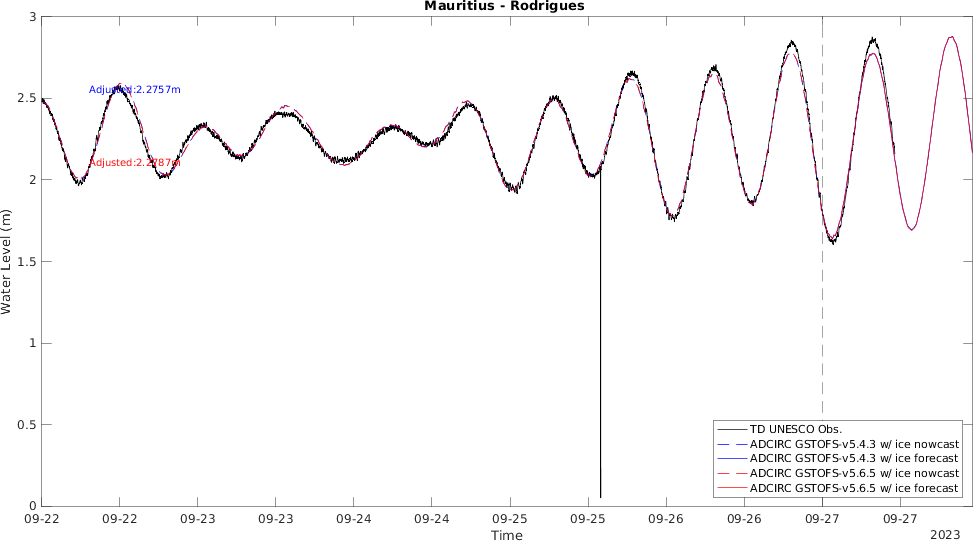 Mauritius - Rodrigues
3
2.5
2
1.5
1
0.5
0
Water Level (m)
Adjusted:2.2757m
Adjusted:2.2787m
TD UNESCO Obs.
ADCIRC GSTOFS-v5.4.3 w/ ice nowcast
ADCIRC GSTOFS-v5.4.3 w/ ice forecast
ADCIRC GSTOFS-v5.6.5 w/ ice nowcast
ADCIRC GSTOFS-v5.6.5 w/ ice forecast
09-22 09-22 09-23 09-23 09-24 09-24 09-25 09-25 09-26 09-26 09-27 09-27
Time
2023